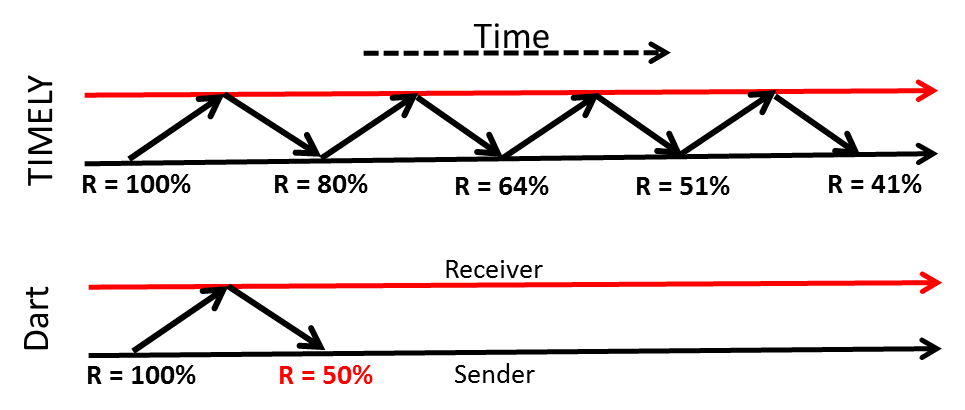 Time
TIMELY
R = 100%
R = 80%
R = 64%
R = 51%
R = 41%
Receiver
Dart
R = 100%
R = 50%
Sender